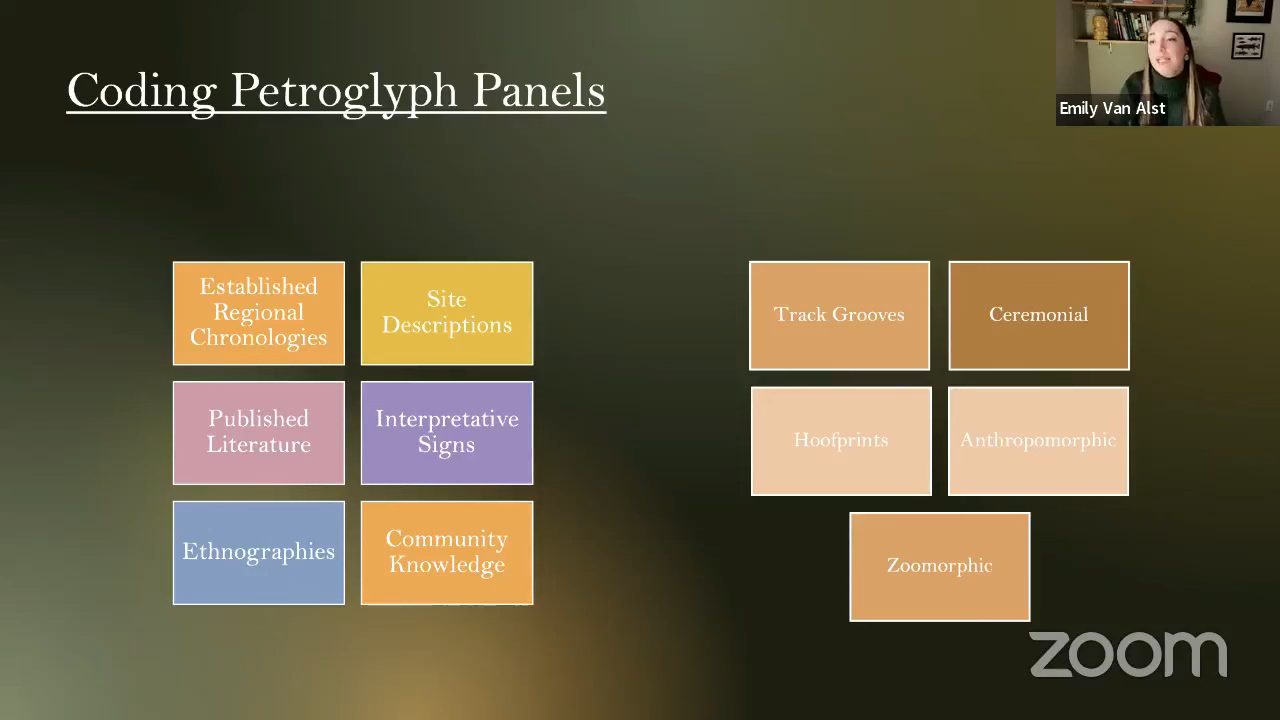 Coding Petroglyph Panels
Emily Van Alst
Established
Regional
Chronologies
Site
Descriptions
Published
Literature
Interpretative
Signs
Ethnographies
Community
Knowledge
Track Grooves
Ceremonial
Hoofprints
Anthropomorphic
Zoomorphic
zoom